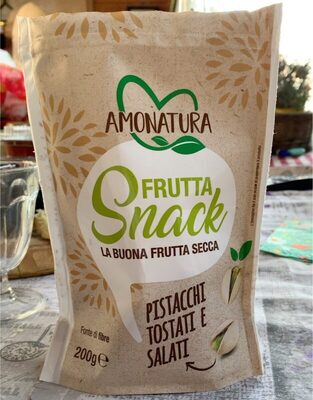 AMONATURA
FRUTTA
Snack
LA BUONA FRUTTA SECCA
PISTACCHI
TOSTATI E
SALATI
Fonte di fibre
200g e